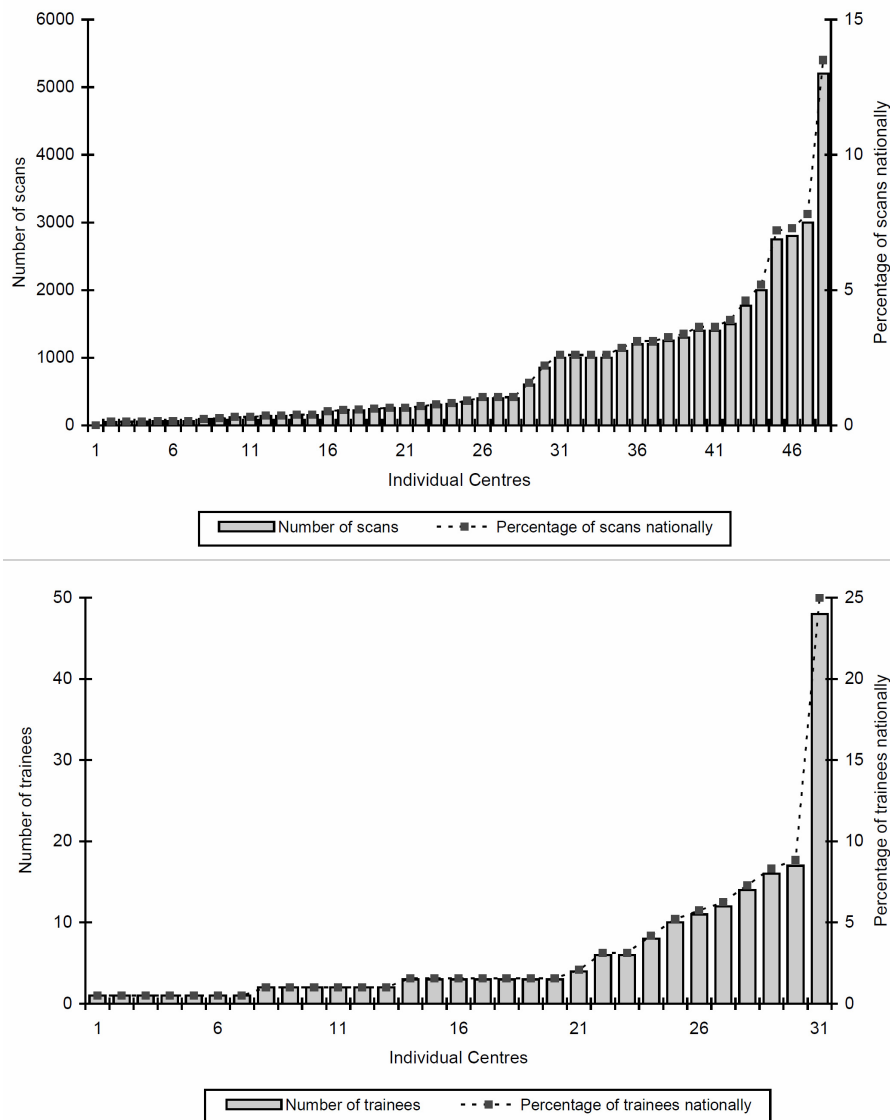 6000
5000
4000
3000
2000
1000
0
Number of scans
15
10
5
0
Percentage of scans nationally
1 6 11 16 21 26 31 36 41 46
Individual Centres
Number of scans Percentage of scans nationally
50
40
30
20
10
0
Number of trainees
25
20
15
10
5
0
Percentage of trainees nationally
1 6 11 16 21 26 31
Individual Centres
Number of trainees Percentage of trainees nationally